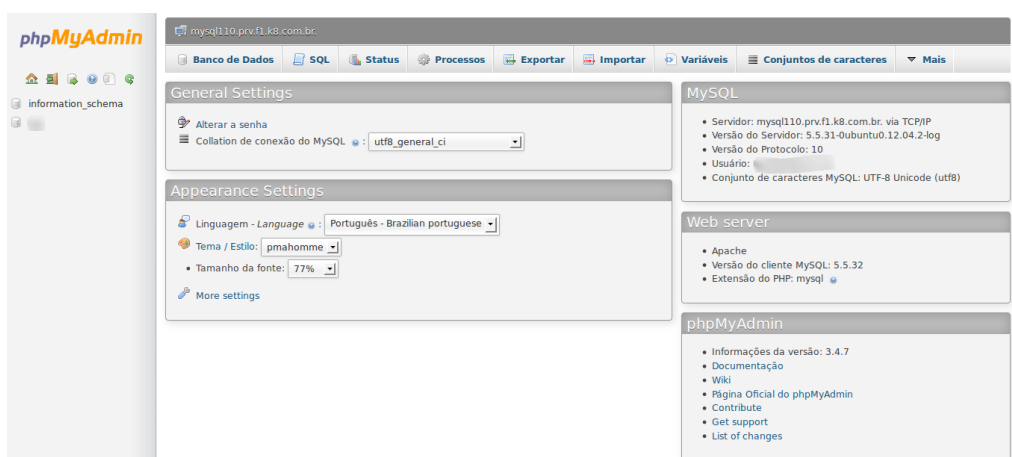 phpMyAdmin
information_schema
mysql110.prv.f1.k8.com.br.
Banco de Dados SQL Status Processos Exportar Importar Variáveis Conjuntos de caracteres Mais
General Settings
Alterar a senha
Collation de conexão do MySQL : utf8_general_ci
Appearance Settings
Linguagem - Language : Português - Brazilian portuguese
Tema / Estilo: pmahomme
• Tamanho da fonte: 77%
More settings
MySQL
• Servidor: mysql110.prv.f1.k8.com.br. via TCP/IP
• Versão do Servidor: 5.5.31-0ubuntu0.12.04.2-log
• Versão do Protocolo: 10
• Usuário:
• Conjunto de caracteres MySQL: UTF-8 Unicode (utf8)
Web server
• Apache
• Versão do cliente MySQL: 5.5.32
• Extensão do PHP: mysql
phpMyAdmin
• Informações da versão: 3.4.7
• Documentação
• Wiki
• Página Oficial do phpMyAdmin
• Contribute
• Get support
• List of changes